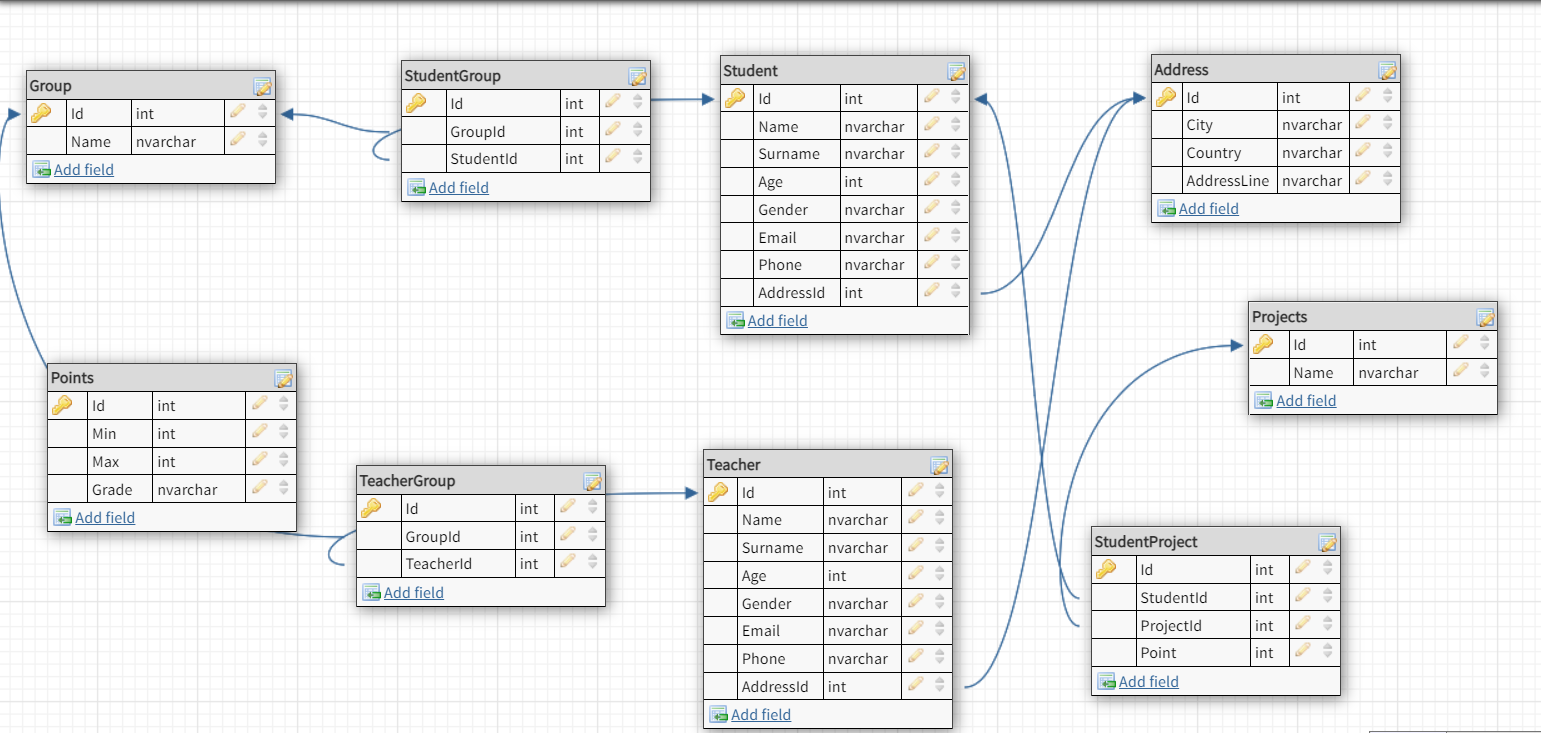 Group
Id int
Name nvarchar
Add field
StudentGroup
Id int
GroupId int
StudentId int
Add field
Student
Id int
Name nvarchar
Surname nvarchar
Age int
Gender nvarchar
Email nvarchar
Phone nvarchar
AddressId int
Add field
Address
Id int
City nvarchar
Country nvarchar
AddressLine nvarchar
Add field
Projects
Id int
Name nvarchar
Add field
Points
Id int
Min int
Max int
Grade nvarchar
Add field
TeacherGroup
Id int
GroupId int
TeacherId int
Add field
Teacher
Id int
Name nvarchar
Surname nvarchar
Age int
Gender nvarchar
Email nvarchar
Phone nvarchar
AddressId int
Add field
StudentProject
Id int
StudentId int
ProjectId int
Point int
Add field